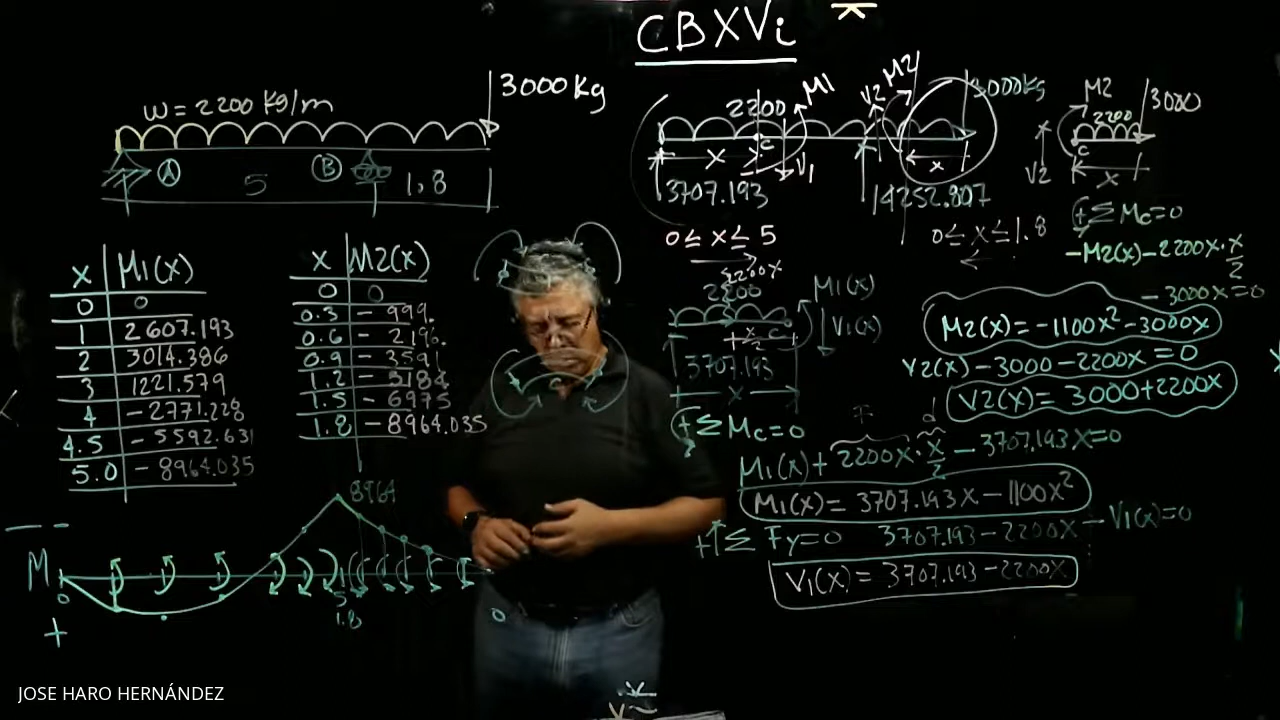 CBXVi
w = 2200 Kg/m
3000 Kg
A
B
5
1,8
2200
M1
V2
M2
3000Kg
c
V1
x
x
3707.193
14252.807
0 ≤ x ≤ 5
0 ≤ x ≤ 1.8
M2
3000
2200
c
x
V2
x
+ΣMc=0
-M2(x)-2200x·x/2
-3000x=0
M2(x)=-1100x²-3000x
V2(x)-3000-2200x=0
V2(x)=3000+2200x
2200x
2200
M1(x)
V1(x)
x/2
c
3707.193
x
+ΣMc=0
F
d
M1(x)+2200x·x/2-3707.193x=0
M1(x)=3707.193x-1100x²
+↑ΣFy=0 3707.193-2200x-V1(x)=0
V1(x)=3707.193-2200x
x M1(x)
0 0
1 2607.193
2 3014.386
3 1221.579
4 -2771.228
4.5 -5592.631
5.0 -8964.035
x M2(x)
0 0
0.3 -999.
0.6 -2196.
0.9 -3591
1.2 -5184
1.5 -6975
1.8 -8964.035
8964
M
0
5
1.8
0
+
JOSE HARO HERNÁNDEZ